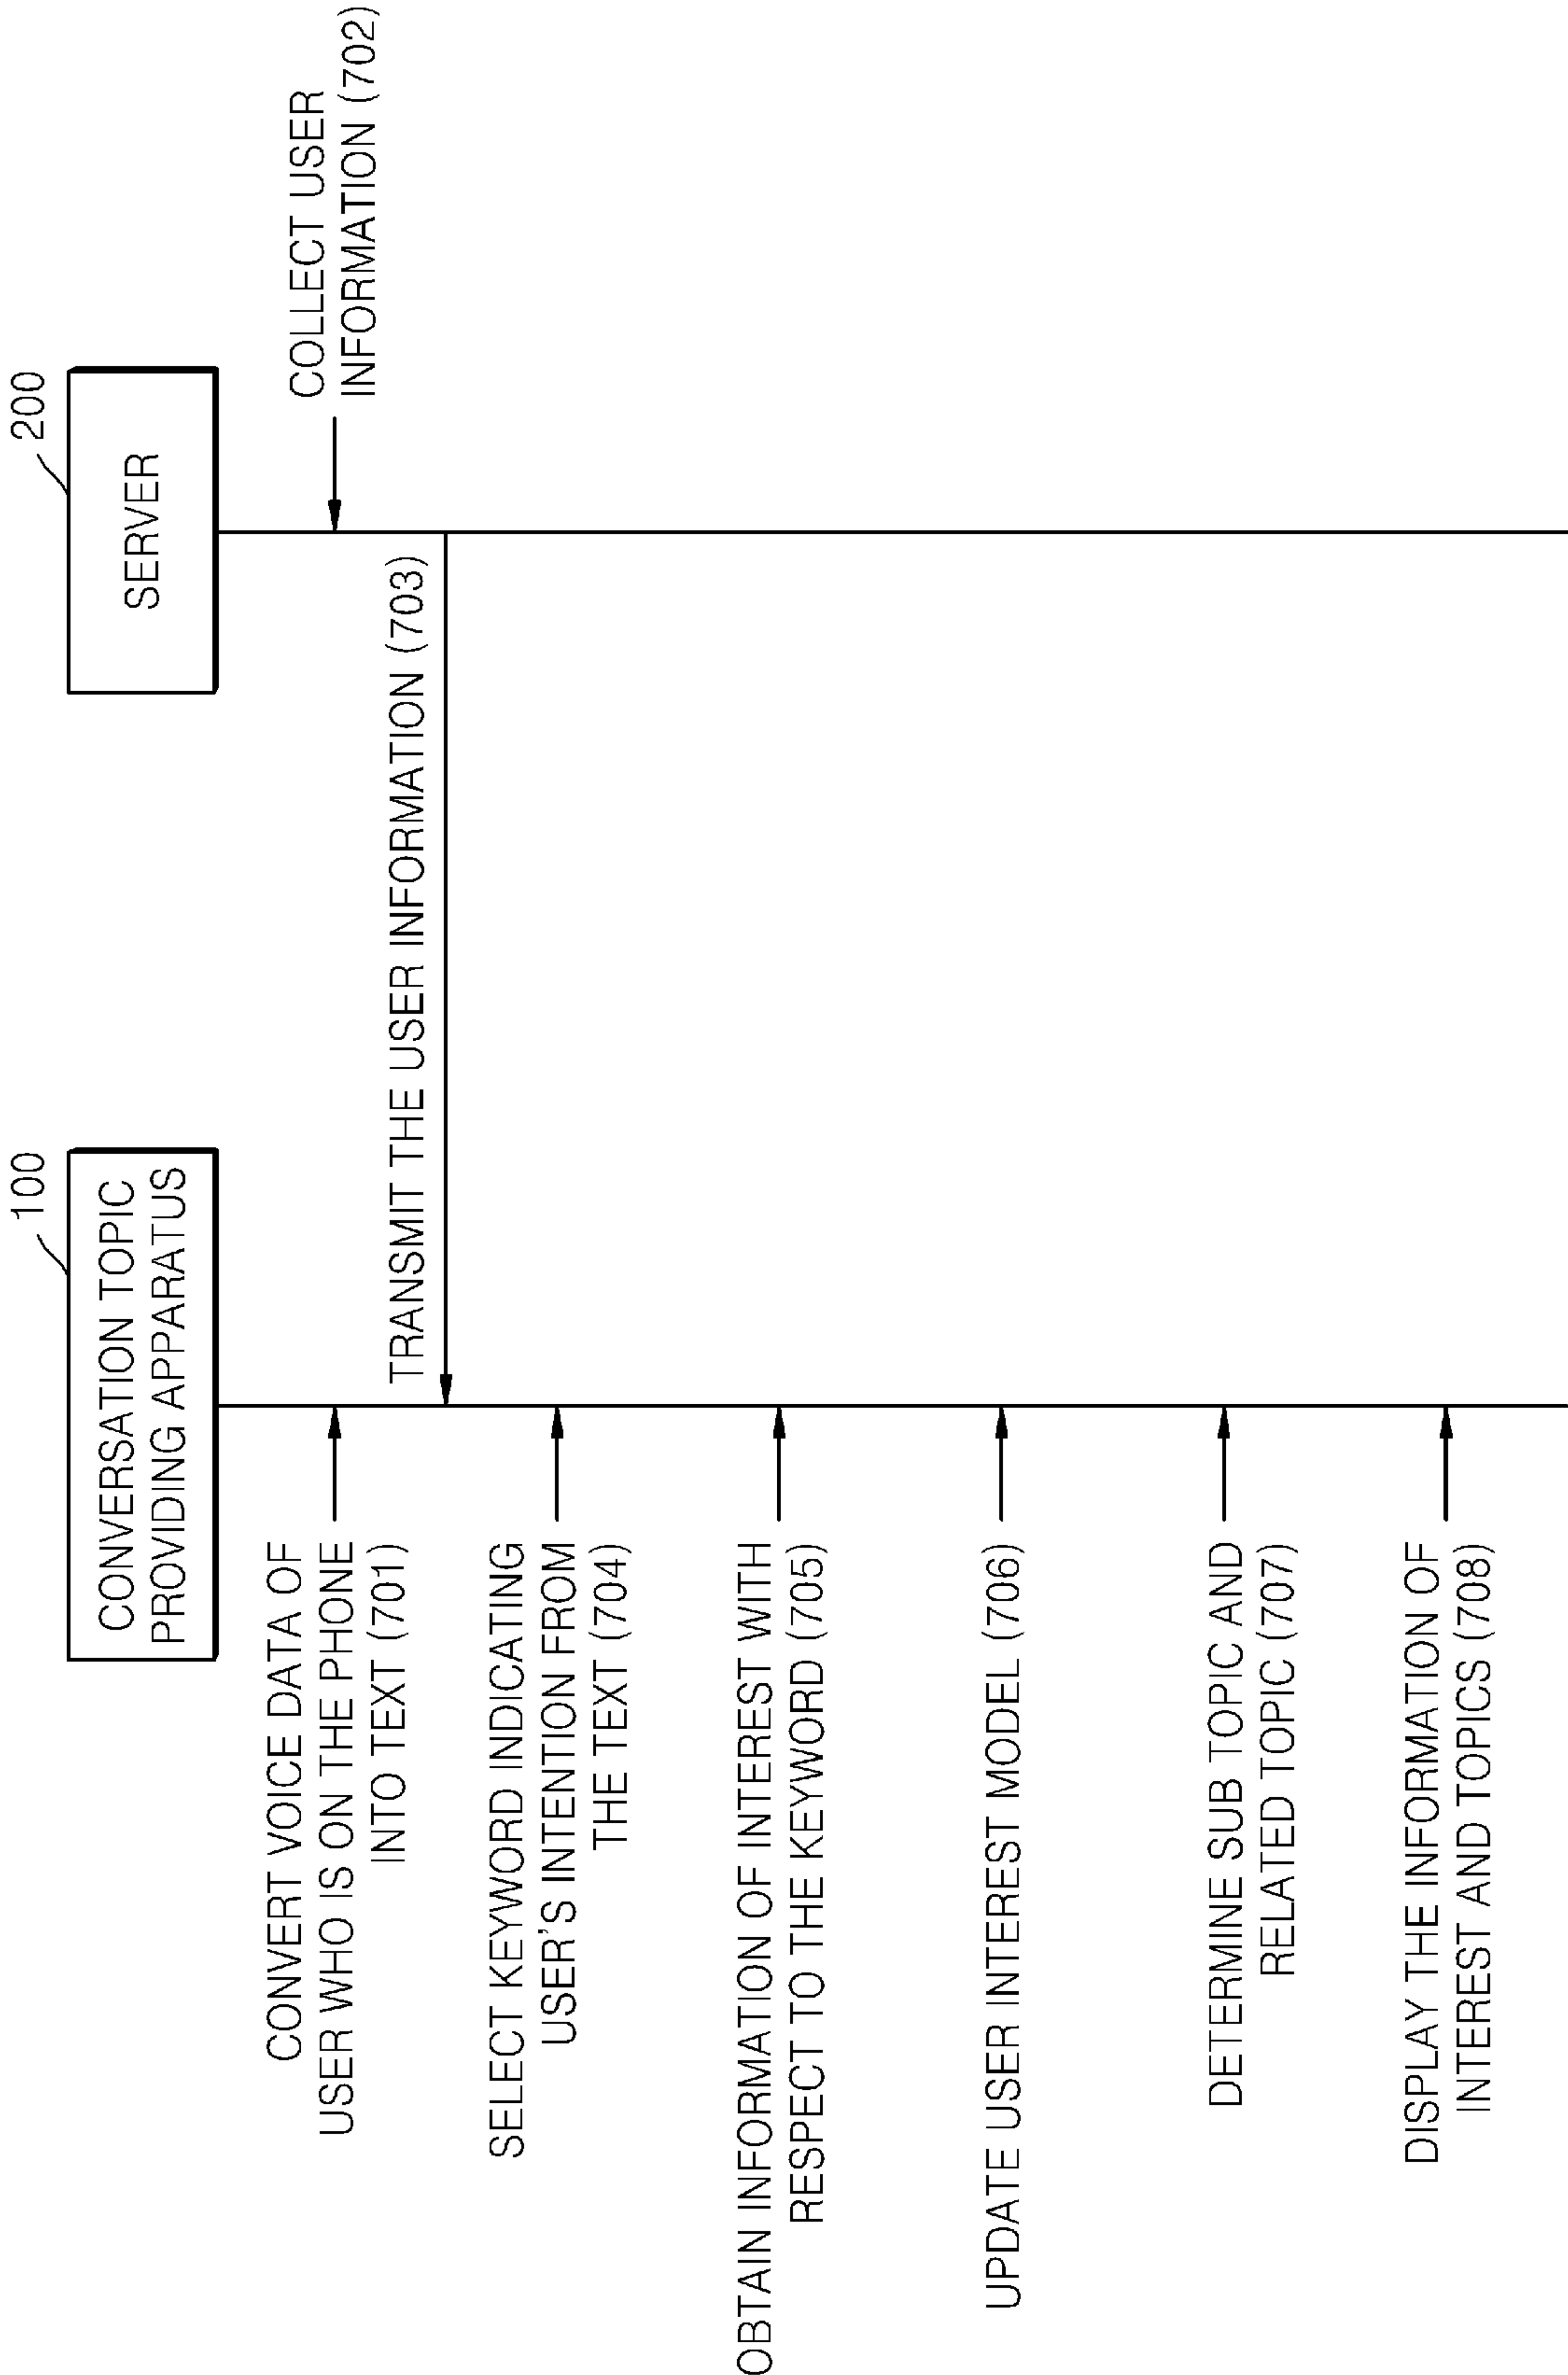 100
CONVERSATION TOPIC
PROVIDING APPARATUS
200
SERVER
CONVERT VOICE DATA OF
USER WHO IS ON THE PHONE
INTO TEXT (701)
COLLECT USER
INFORMATION (702)
TRANSMIT THE USER INFORMATION (703)
SELECT KEYWORD INDICATING
USER'S INTENTION FROM
THE TEXT (704)
OBTAIN INFORMATION OF INTEREST WITH
RESPECT TO THE KEYWORD (705)
UPDATE USER INTEREST MODEL (706)
DETERMINE SUB TOPIC AND
RELATED TOPIC (707)
DISPLAY THE INFORMATION OF
INTEREST AND TOPICS (708)